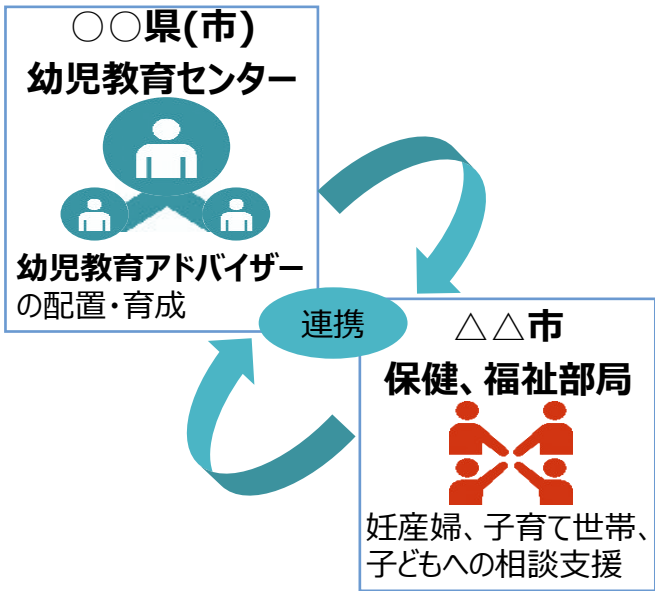 ○○県(市)
幼児教育センター
幼児教育アドバイザー
の配置・育成
連携
△△市
保健、福祉部局
妊産婦、子育て世帯、
子どもへの相談支援